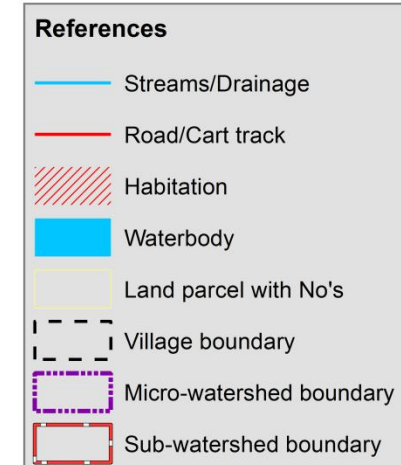 References
Streams/Drainage
Road/Cart track
Habitation
Waterbody
Land parcel with No's
Village boundary
Micro-watershed boundary
Sub-watershed boundary